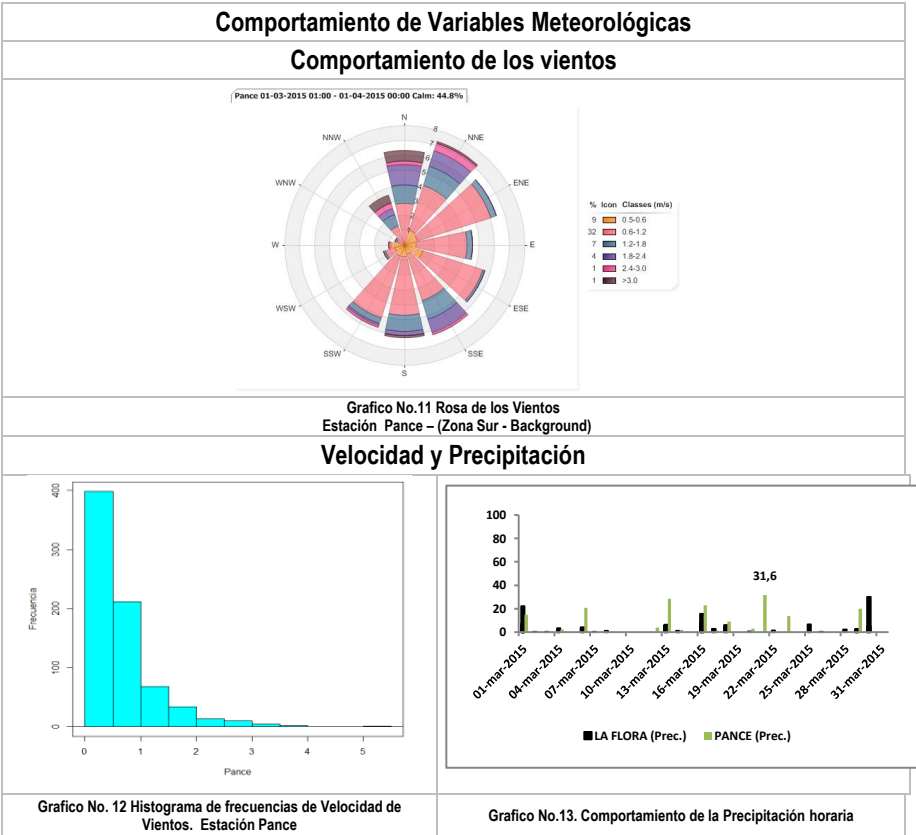 Comportamiento de Variables Meteorológicas
Comportamiento de los vientos
Pance 01-03-2015 01:00 - 01-04-2015 00:00 Calm: 44.8%
N
NNE
ENE
E
ESE
SSE
S
SSW
WSW
W
WNW
NNW
1
2
3
4
5
6
7
8
% Icon Classes (m/s)
9 0.5-0.6
32 0.6-1.2
7 1.2-1.8
4 1.8-2.4
1 2.4-3.0
1 >3.0
Grafico No.11 Rosa de los Vientos
Estación Pance – (Zona Sur - Background)
Velocidad y Precipitación
Frecuencia
400
300
200
100
0
0 1 2 3 4 5
Pance
100
80
60
40
20
0
31,6
01-mar-2015
04-mar-2015
07-mar-2015
10-mar-2015
13-mar-2015
16-mar-2015
19-mar-2015
22-mar-2015
25-mar-2015
28-mar-2015
31-mar-2015
LA FLORA (Prec.) PANCE (Prec.)
Grafico No. 12 Histograma de frecuencias de Velocidad de
Vientos. Estación Pance
Grafico No.13. Comportamiento de la Precipitación horaria